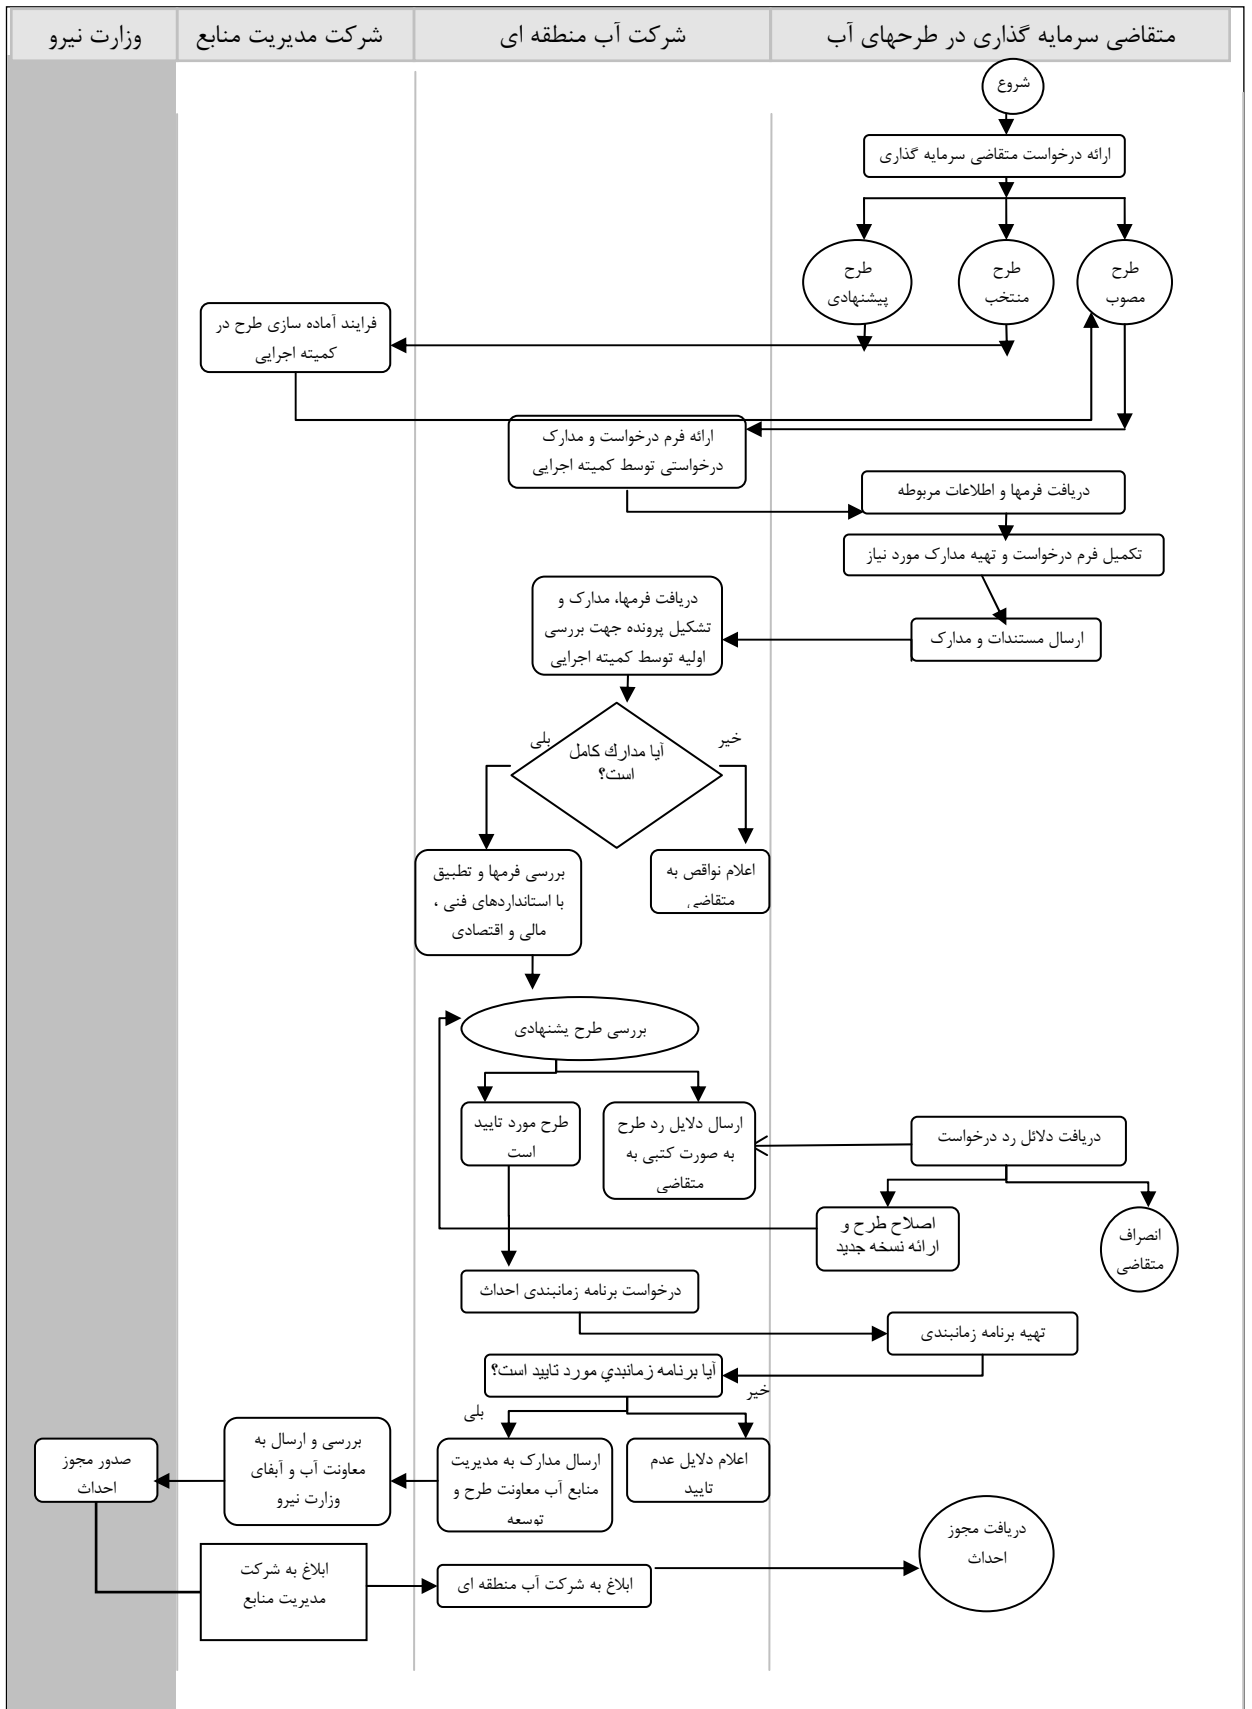 متقاضی سرمایه گذاری در طرحهای آب
شرکت آب منطقه ای
شرکت مدیریت منابع
وزارت نیرو
شروع
ارائه درخواست متقاضی سرمایه گذاری
طرح
مصوب
طرح
منتخب
طرح
پیشنهادی
فرایند آماده سازی طرح در
کمیته اجرایی
ارائه فرم درخواست و مدارک
درخواستی توسط کمیته اجرایی
دریافت فرمها و اطلاعات مربوطه
تکمیل فرم درخواست و تهیه مدارک مورد نیاز
ارسال مستندات و مدارک
دریافت فرمها، مدارک و
تشکیل پرونده جهت بررسی
اولیه توسط کمیته اجرایی
خیر
بلی
آیا مدارك كامل
است؟
اعلام نواقص به
متقاضی
بررسی فرمها و تطبیق
با استانداردهای فنی ،
مالی و اقتصادی
بررسی طرح یشنهادی
ارسال دلایل رد طرح
به صورت کتبی به
متقاضی
طرح مورد تایید
است
دریافت دلائل رد درخواست
اصلاح طرح و
ارائه نسخه جدید
انصراف
متقاضی
درخواست برنامه زمانبندی احداث
تهیه برنامه زمانبندی
آیا برنامه زمانبدي مورد تایید است؟
خیر
بلی
اعلام دلایل عدم
تایید
ارسال مدارک به مدیریت
منابع آب معاونت طرح و
توسعه
بررسی و ارسال به
معاونت آب و آبفای
وزارت نیرو
صدور مجوز
احداث
ابلاغ به شرکت
مدیریت منابع
ابلاغ به شرکت آب منطقه ای
دریافت مجوز
احداث